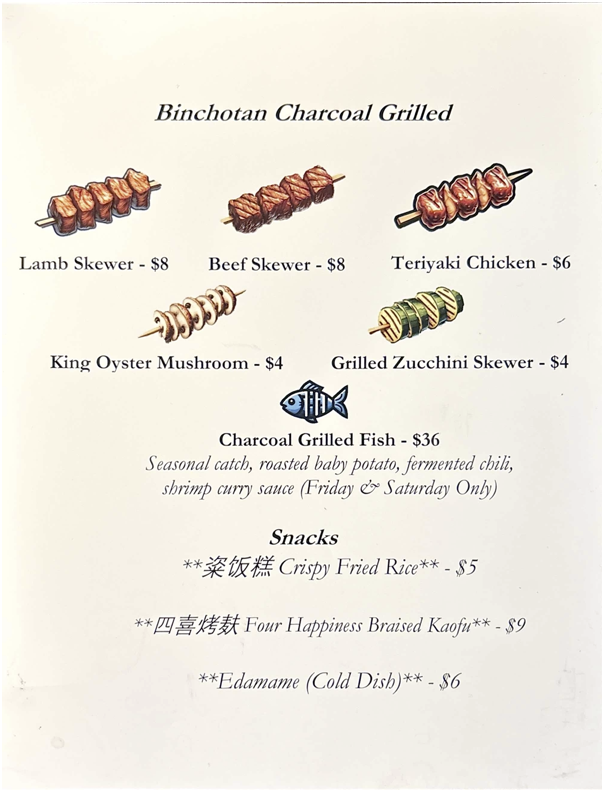 Binchotan Charcoal Grilled
Lamb Skewer - $8
Beef Skewer - $8
Teriyaki Chicken - $6
King Oyster Mushroom - $4
Grilled Zucchini Skewer - $4
Charcoal Grilled Fish - $36
Seasonal catch, roasted baby potato, fermented chili,
shrimp curry sauce (Friday & Saturday Only)
Snacks
**粢饭糕 Crispy Fried Rice** - $5
**四喜烤麸 Four Happiness Braised Kaofu** - $9
**Edamame (Cold Dish)** - $6